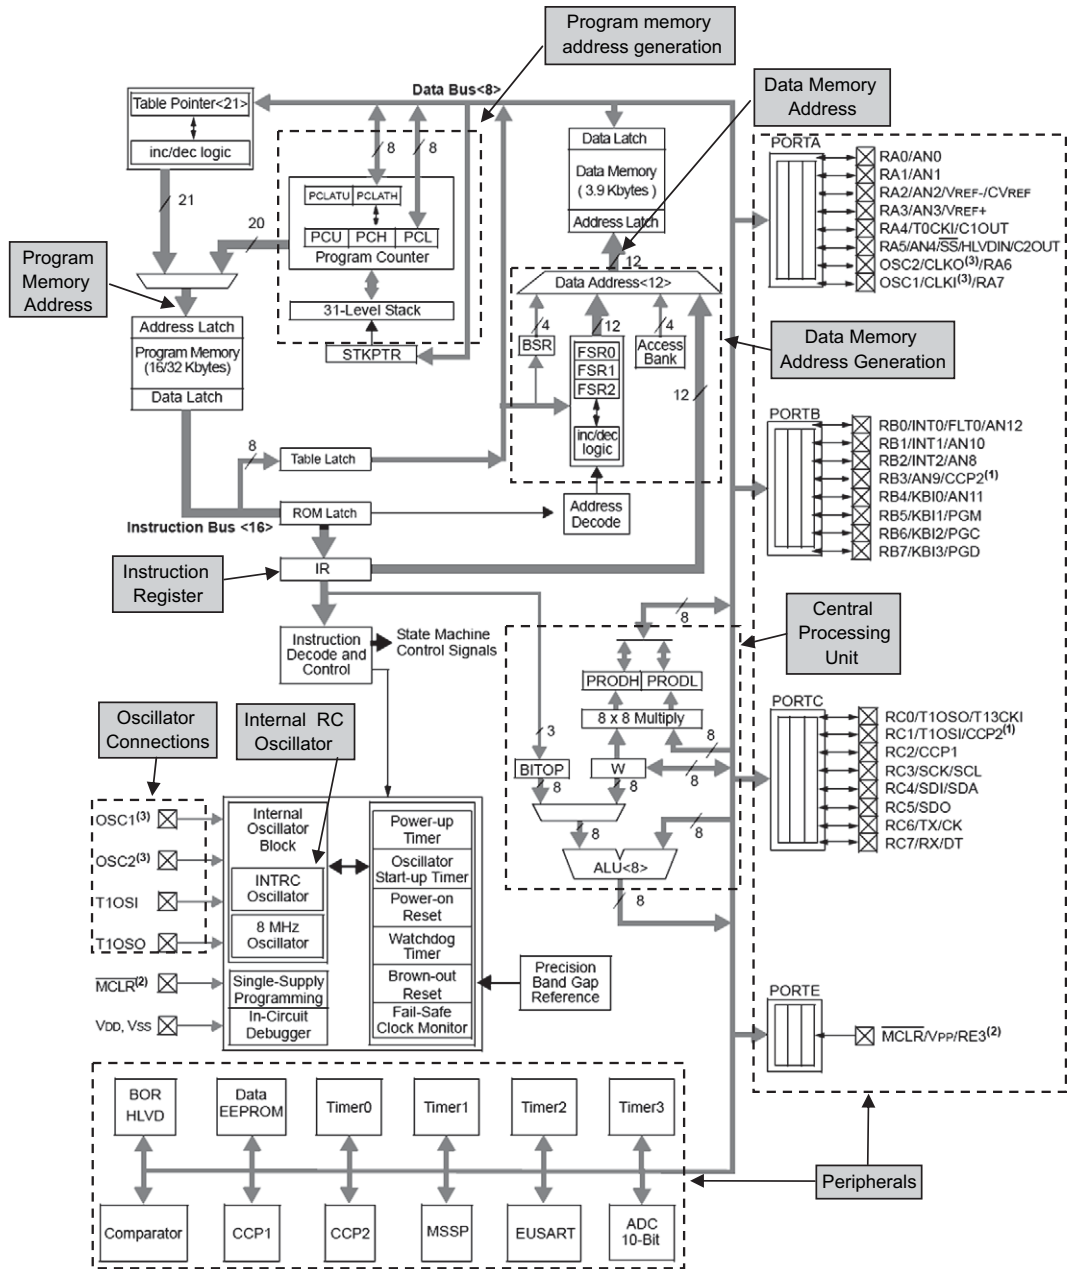 Program memory
address generation
Data Bus<8>
Data Memory
Address
Table Pointer<21>
inc/dec logic
21
20
8
8
PCLATU
PCLATH
PCU
PCH
PCL
Program Counter
31-Level Stack
STKPTR
Data Latch
Data Memory
( 3.9 Kbytes )
Address Latch
12
Data Address<12>
4
12
4
BSR
FSR0
FSR1
FSR2
inc/dec
logic
Access
Bank
12
Address
Decode
Data Memory
Address Generation
Program
Memory
Address
Address Latch
Program Memory
(16/32 Kbytes)
Data Latch
8
Table Latch
Instruction Bus <16>
ROM Latch
IR
Instruction
Register
Instruction
Decode and
Control
State Machine
Control Signals
PORTA
RA0/AN0
RA1/AN1
RA2/AN2/VREF-/CVREF
RA3/AN3/VREF+
RA4/T0CKI/C1OUT
RA5/AN4/SS/HLVDIN/C2OUT
OSC2/CLKO(3)/RA6
OSC1/CLKI(3)/RA7
PORTB
RB0/INT0/FLT0/AN12
RB1/INT1/AN10
RB2/INT2/AN8
RB3/AN9/CCP2(1)
RB4/KBI0/AN11
RB5/KBI1/PGM
RB6/KBI2/PGC
RB7/KBI3/PGD
Central
Processing
Unit
8
PRODH
PRODL
8 x 8 Multiply
3
8
BITOP
W
8
8
8
8
8
ALU<8>
8
PORTC
RC0/T1OSO/T13CKI
RC1/T1OSI/CCP2(1)
RC2/CCP1
RC3/SCK/SCL
RC4/SDI/SDA
RC5/SDO
RC6/TX/CK
RC7/RX/DT
Oscillator
Connections
Internal RC
Oscillator
OSC1(3)
OSC2(3)
T1OSI
T1OSO
MCLR(2)
VDD, VSS
Internal
Oscillator
Block
INTRC
Oscillator
8 MHz
Oscillator
Single-Supply
Programming
In-Circuit
Debugger
Power-up
Timer
Oscillator
Start-up Timer
Power-on
Reset
Watchdog
Timer
Brown-out
Reset
Fail-Safe
Clock Monitor
Precision
Band Gap
Reference
PORTE
MCLR/VPP/RE3(2)
BOR
HLVD
Data
EEPROM
Timer0
Timer1
Timer2
Timer3
Comparator
CCP1
CCP2
MSSP
EUSART
ADC
10-Bit
Peripherals